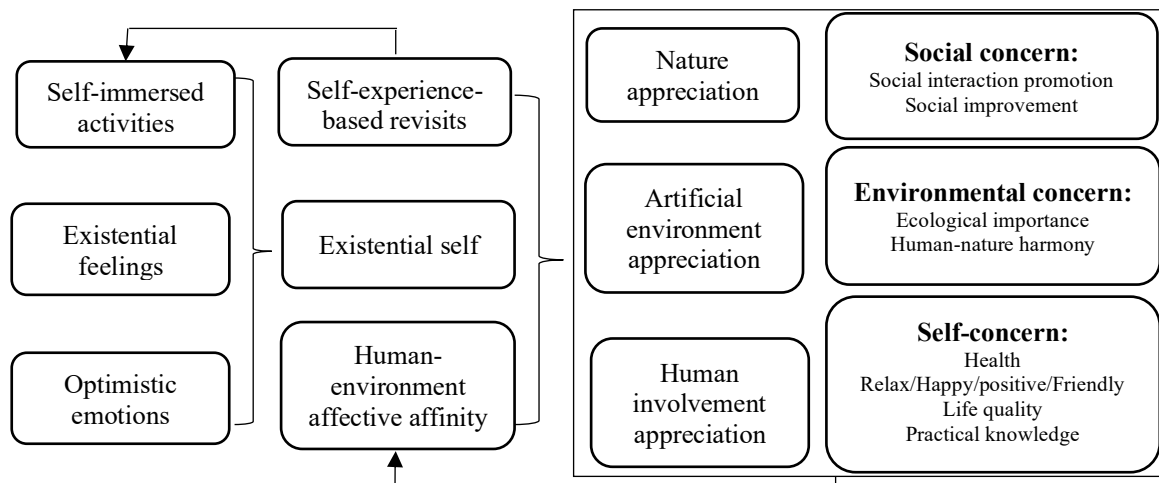 Self-immersed
activities
Existential
feelings
Optimistic
emotions
Self-experience-
based revisits
Existential self
Human-
environment
affective affinity
Nature
appreciation
Artificial
environment
appreciation
Human
involvement
appreciation
Social concern:
Social interaction promotion
Social improvement
Environmental concern:
Ecological importance
Human-nature harmony
Self-concern:
Health
Relax/Happy/positive/Friendly
Life quality
Practical knowledge